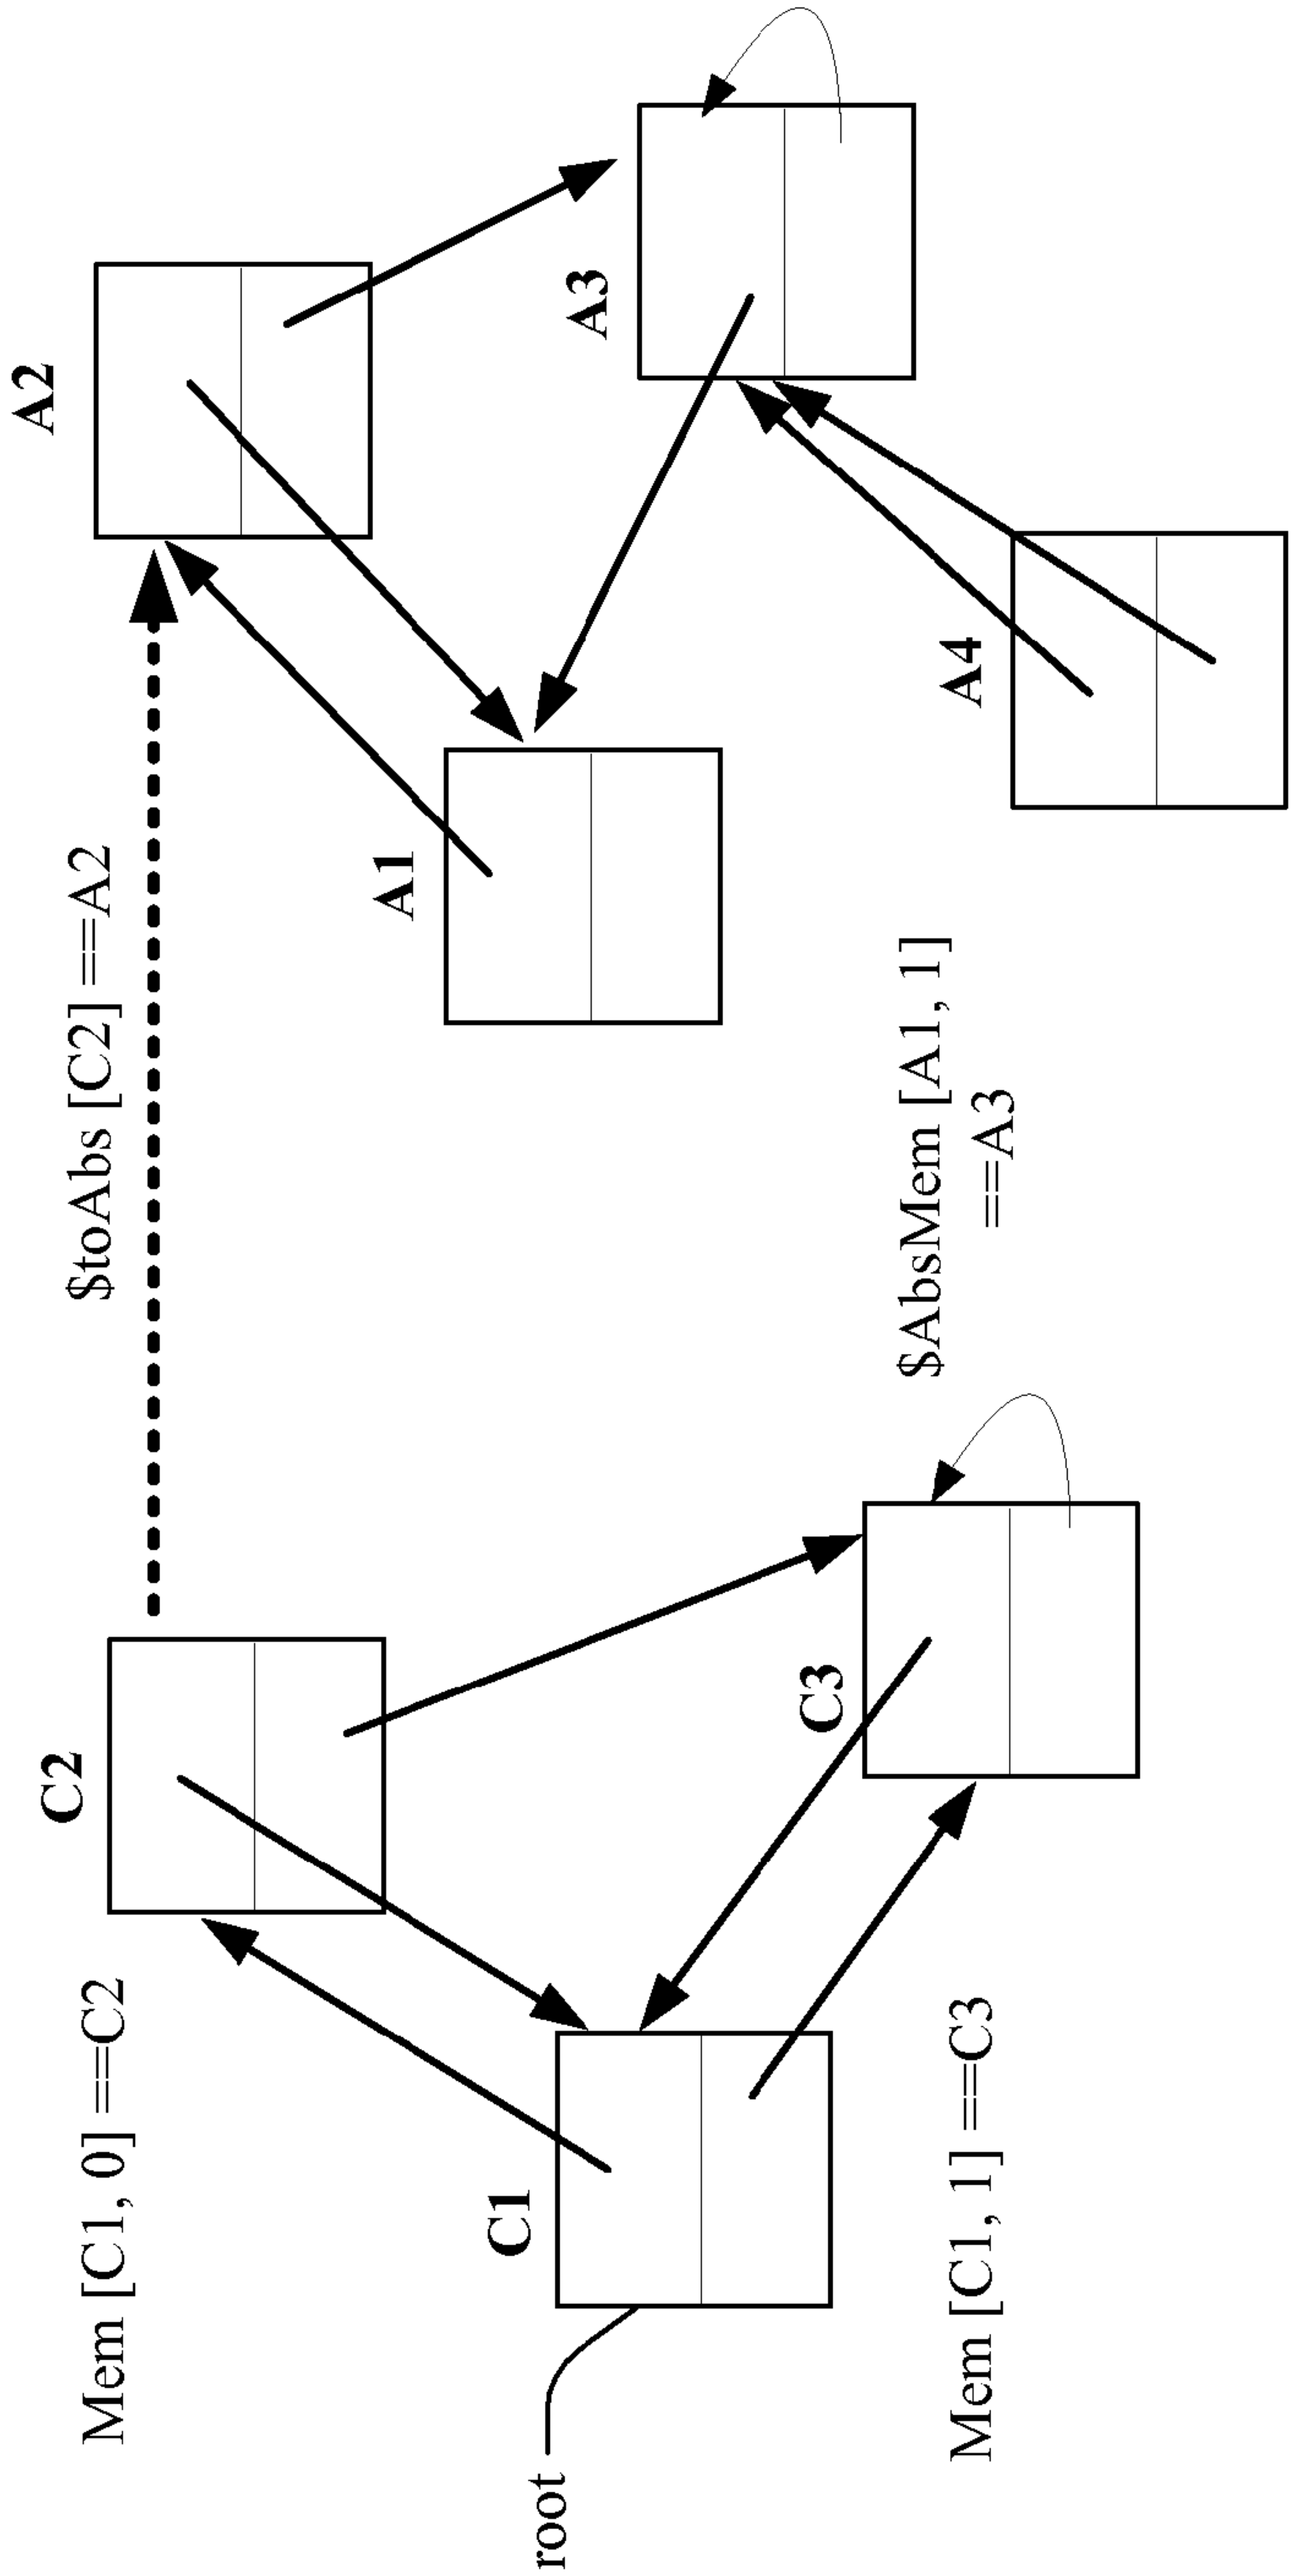 Mem [C1, 0] ==C2
C2
$toAbs [C2] ==A2
A2
root
C1
C3
A1
A3
Mem [C1, 1] ==C3
$AbsMem [A1, 1]
==A3
A4